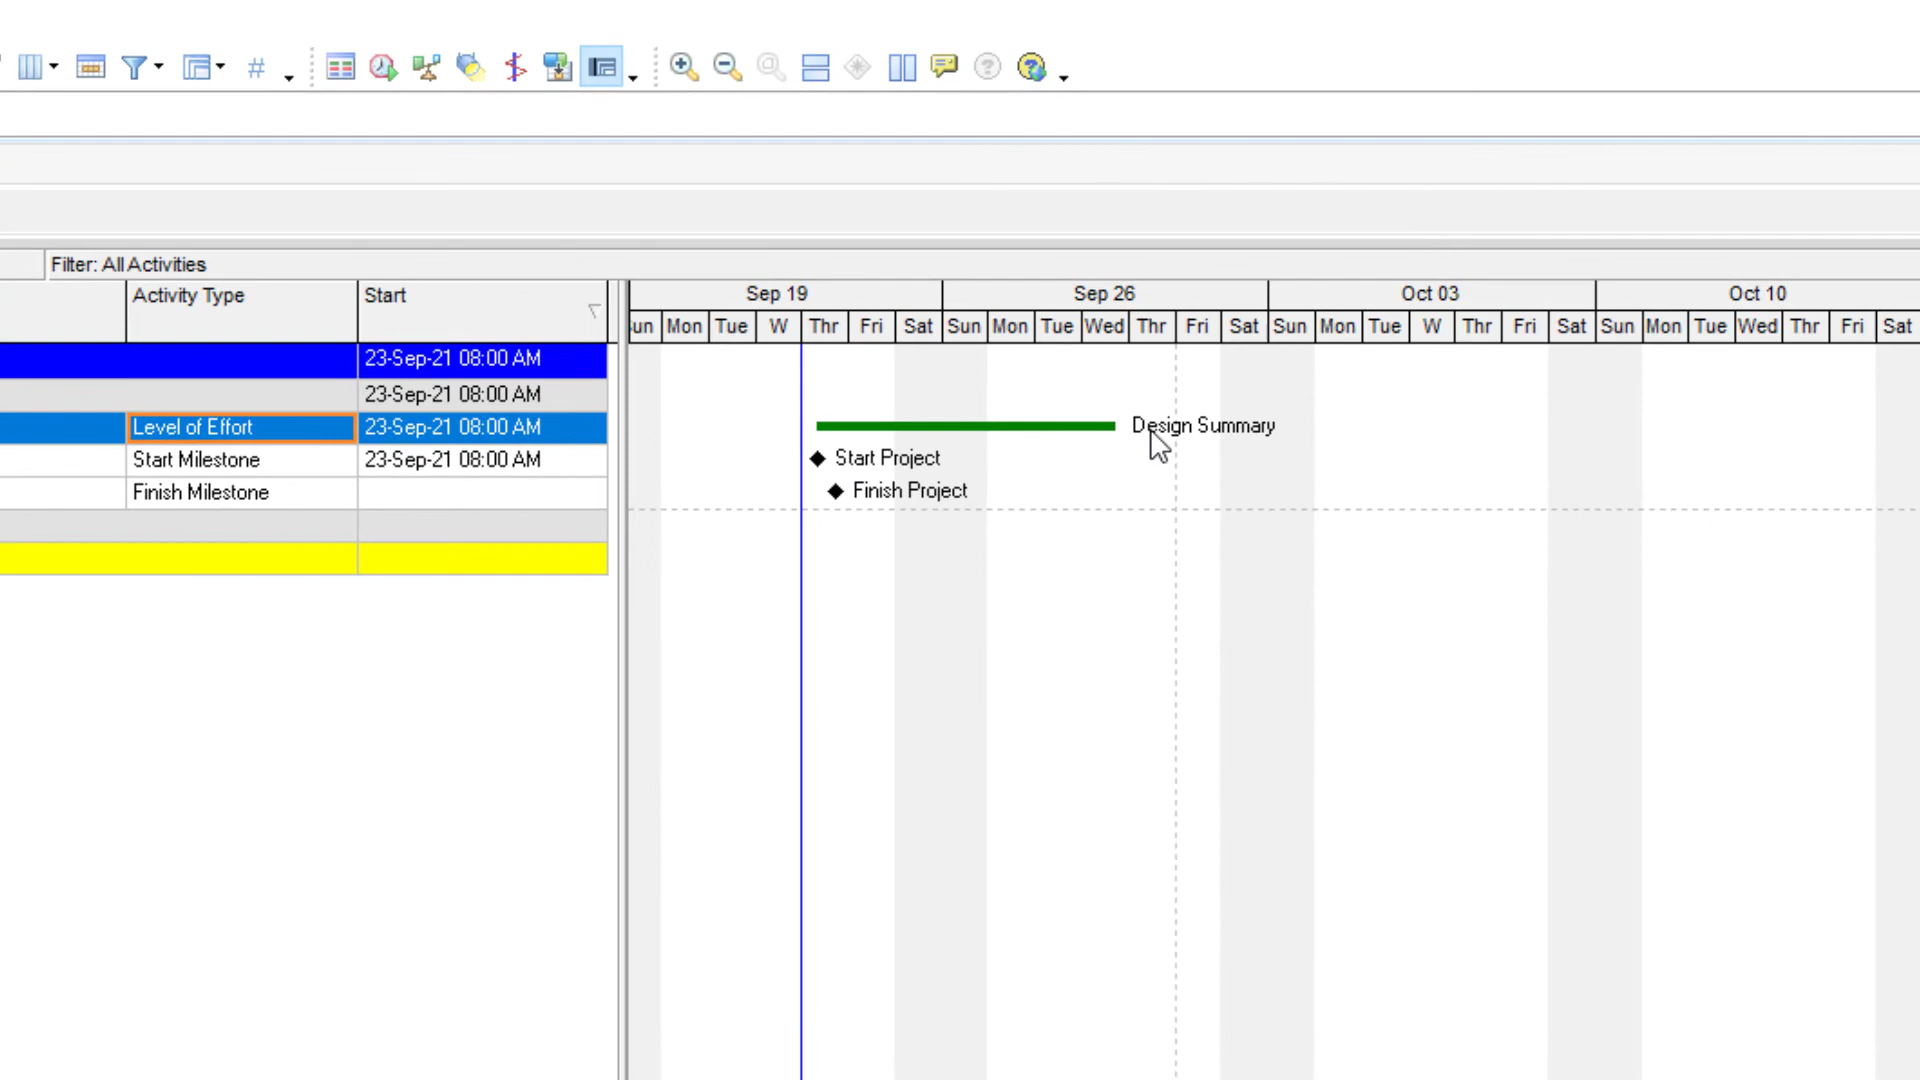 Filter: All Activities
Activity Type Start
Sep 19 Sep 26 Oct 03 Oct 10
un Mon Tue W Thr Fri Sat Sun Mon Tue Wed Thr Fri Sat Sun Mon Tue W Thr Fri Sat Sun Mon Tue Wed Thr Fri Sat
23-Sep-21 08:00 AM
23-Sep-21 08:00 AM
Level of Effort 23-Sep-21 08:00 AM Design Summary
Start Milestone 23-Sep-21 08:00 AM Start Project
Finish Milestone Finish Project